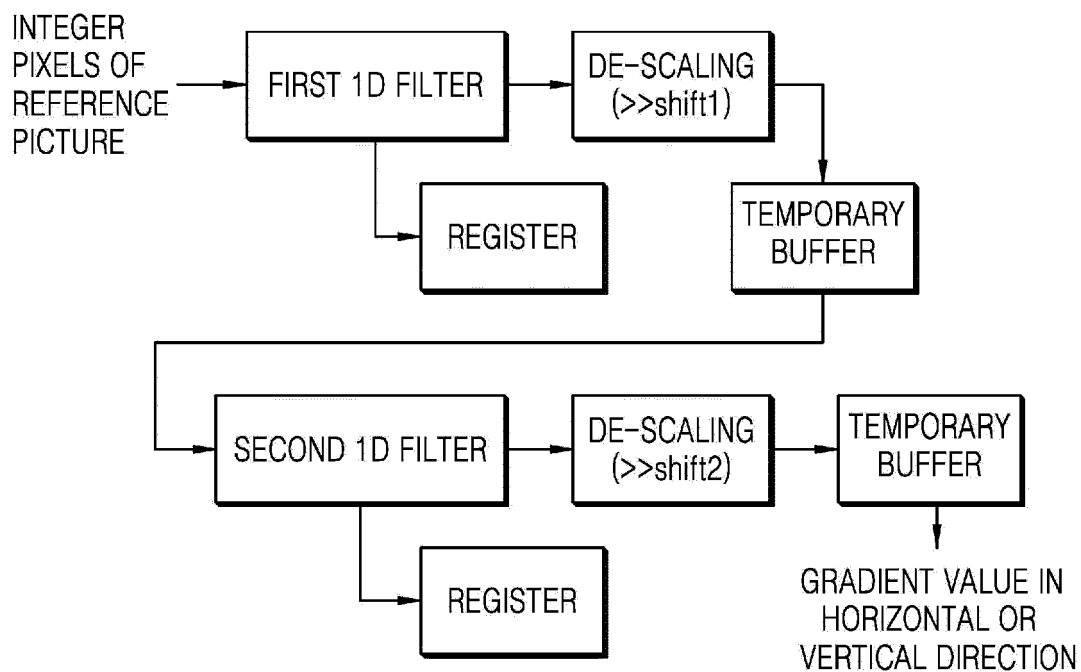 INTEGER
PIXELS OF
REFERENCE
PICTURE
FIRST 1D FILTER
DE-SCALING
(>>shift1)
REGISTER
TEMPORARY
BUFFER
SECOND 1D FILTER
DE-SCALING
(>>shift2)
TEMPORARY
BUFFER
REGISTER
GRADIENT VALUE IN
HORIZONTAL OR
VERTICAL DIRECTION